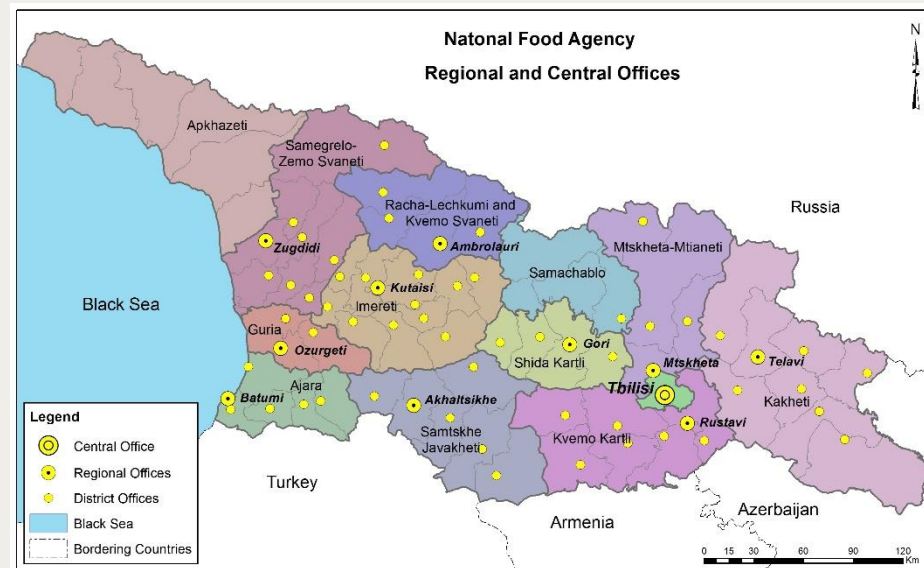 Natonal Food Agency
Regional and Central Offices
N
Apkhazeti
Samegrelo-
Zemo Svaneti
Racha-Lechkumi and
Kvemo Svaneti
Russia
Mtskheta-Mtianeti
Zugdidi
Ambrolauri
Samachablo
Black Sea
Kutaisi
Imereti
Guria
Ozurgeti
Gori
Shida Kartli
Mtskheta
Telavi
Tbilisi
Kakheti
Ajara
Batumi
Akhaltsikhe
Samtskhe
Javakheti
Kvemo Kartli
Rustavi
Legend
Central Office
Regional Offices
District Offices
Black Sea
Bordering Countries
Turkey
Armenia
Azerbaijan
0 15 30 60 90 120
Km